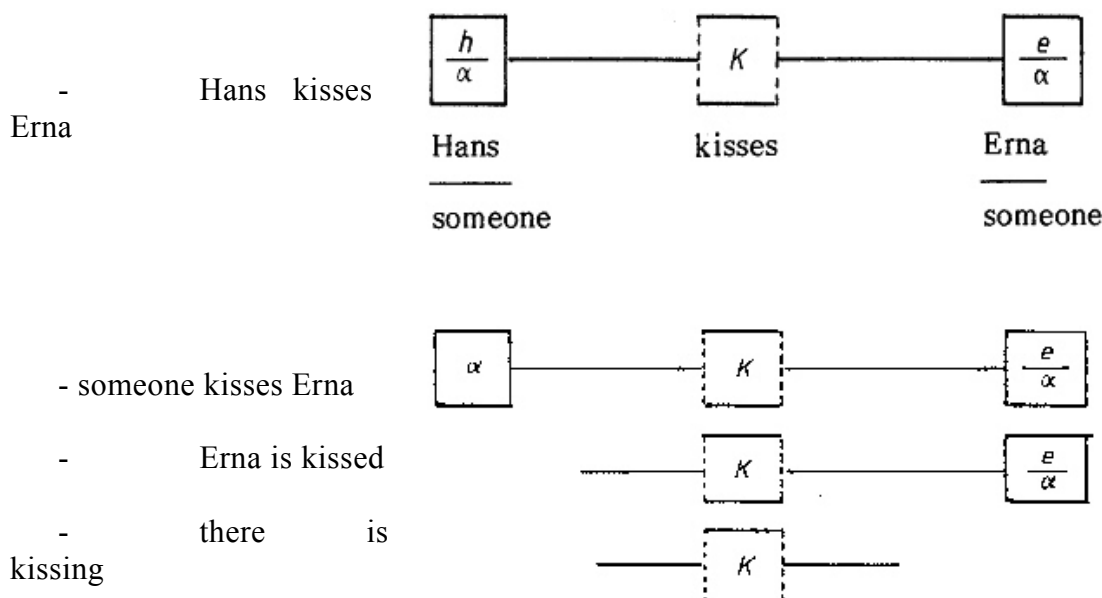 h
α
K
e
α
- Hans kisses
Erna
Hans kisses Erna
someone someone
α K e
α
- someone kisses Erna
- Erna is kissed K e
α
- there is
kissing
K